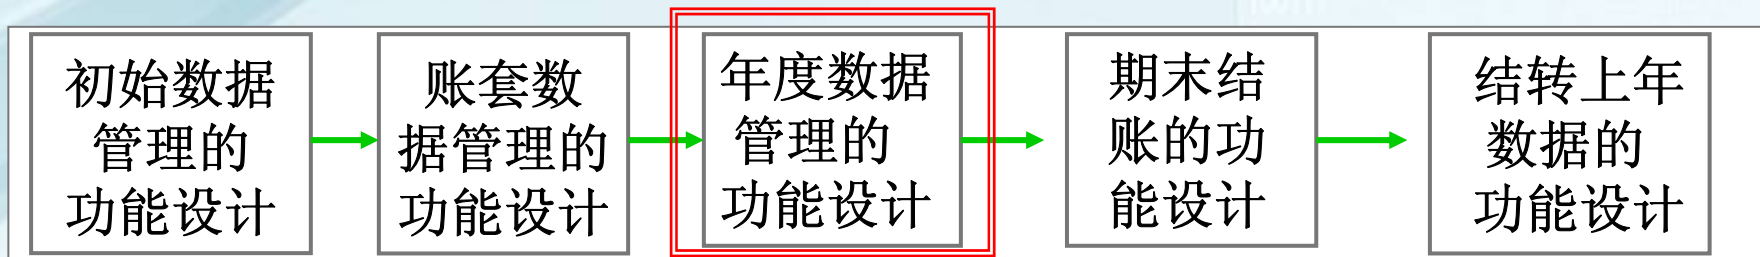 初始数据
管理的
功能设计
账套数
据管理的
功能设计
年度数据
管理的
功能设计
期末结
账的功
能设计
结转上年
数据的
功能设计